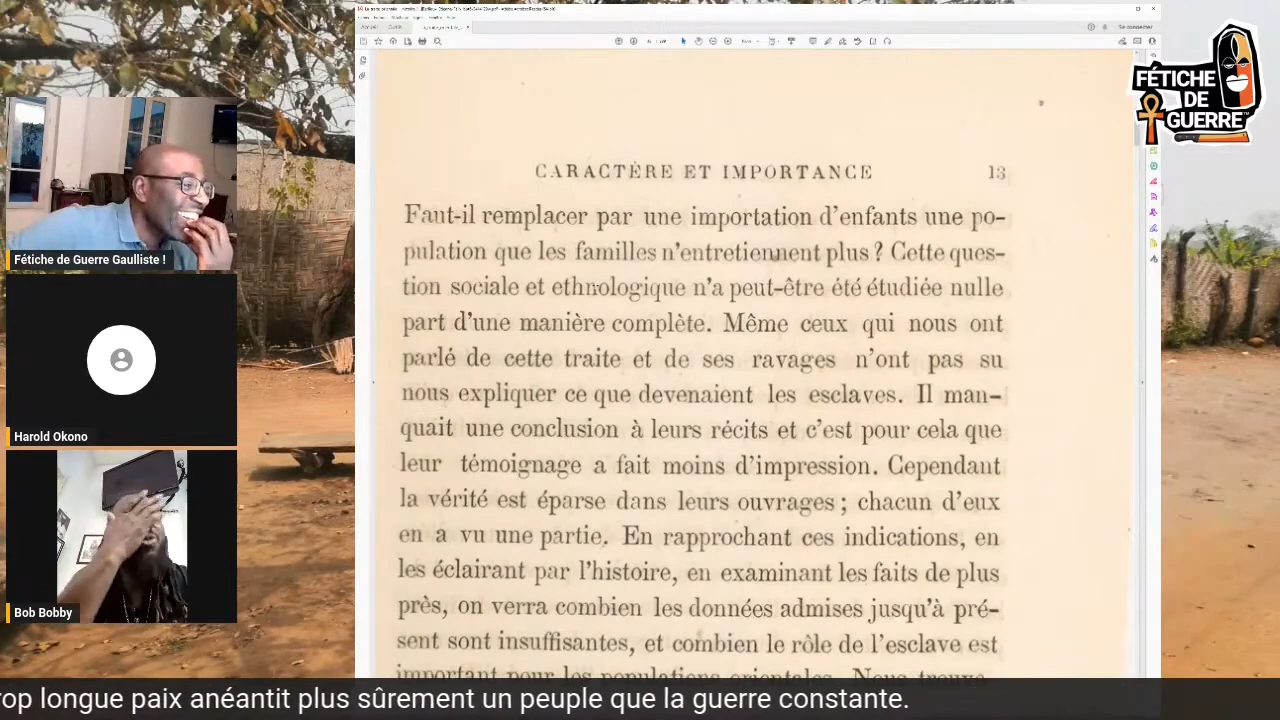 FÉTICHE
DE
GUERRE
CARACTÈRE ET IMPORTANCE 13
Faut-il remplacer par une importation d'enfants une po-
pulation que les familles n'entretiennent plus ? Cette ques-
tion sociale et ethnologique n'a peut-être été étudiée nulle
part d'une manière complète. Même ceux qui nous ont
parlé de cette traite et de ses ravages n'ont pas su
nous expliquer ce que devenaient les esclaves. Il man-
quait une conclusion à leurs récits et c'est pour cela que
leur témoignage a fait moins d'impression. Cependant
la vérité est éparse dans leurs ouvrages ; chacun d'eux
en a vu une partie. En rapprochant ces indications, en
les éclairant par l'histoire, en examinant les faits de plus
près, on verra combien les données admises jusqu'à pré-
sent sont insuffisantes, et combien le rôle de l'esclave est
important pour les populations orientales. Nous
Fétiche de Guerre Gaulliste !
Harold Okono
Bob Bobby
rop longue paix anéantit plus sûrement un peuple que la guerre constante.